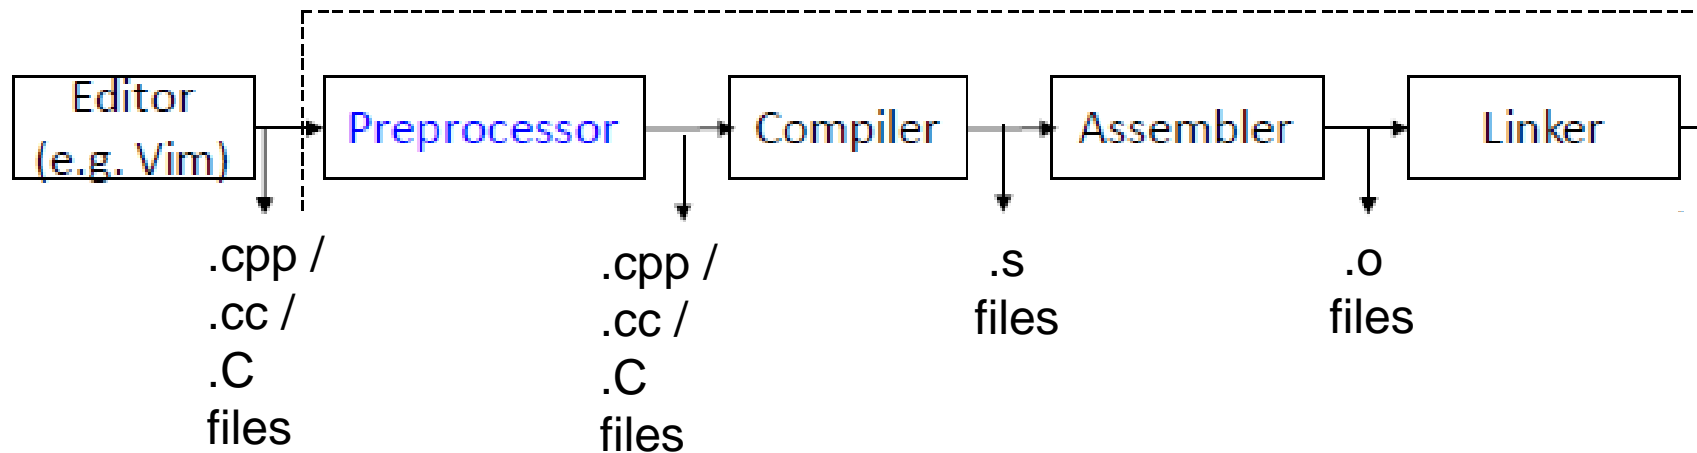 Editor
(e.g. Vim)
Preprocessor
Compiler
Assembler
Linker
.cpp /
.cc /
.C
files
.cpp /
.cc /
.C
files
.s
files
.o
files